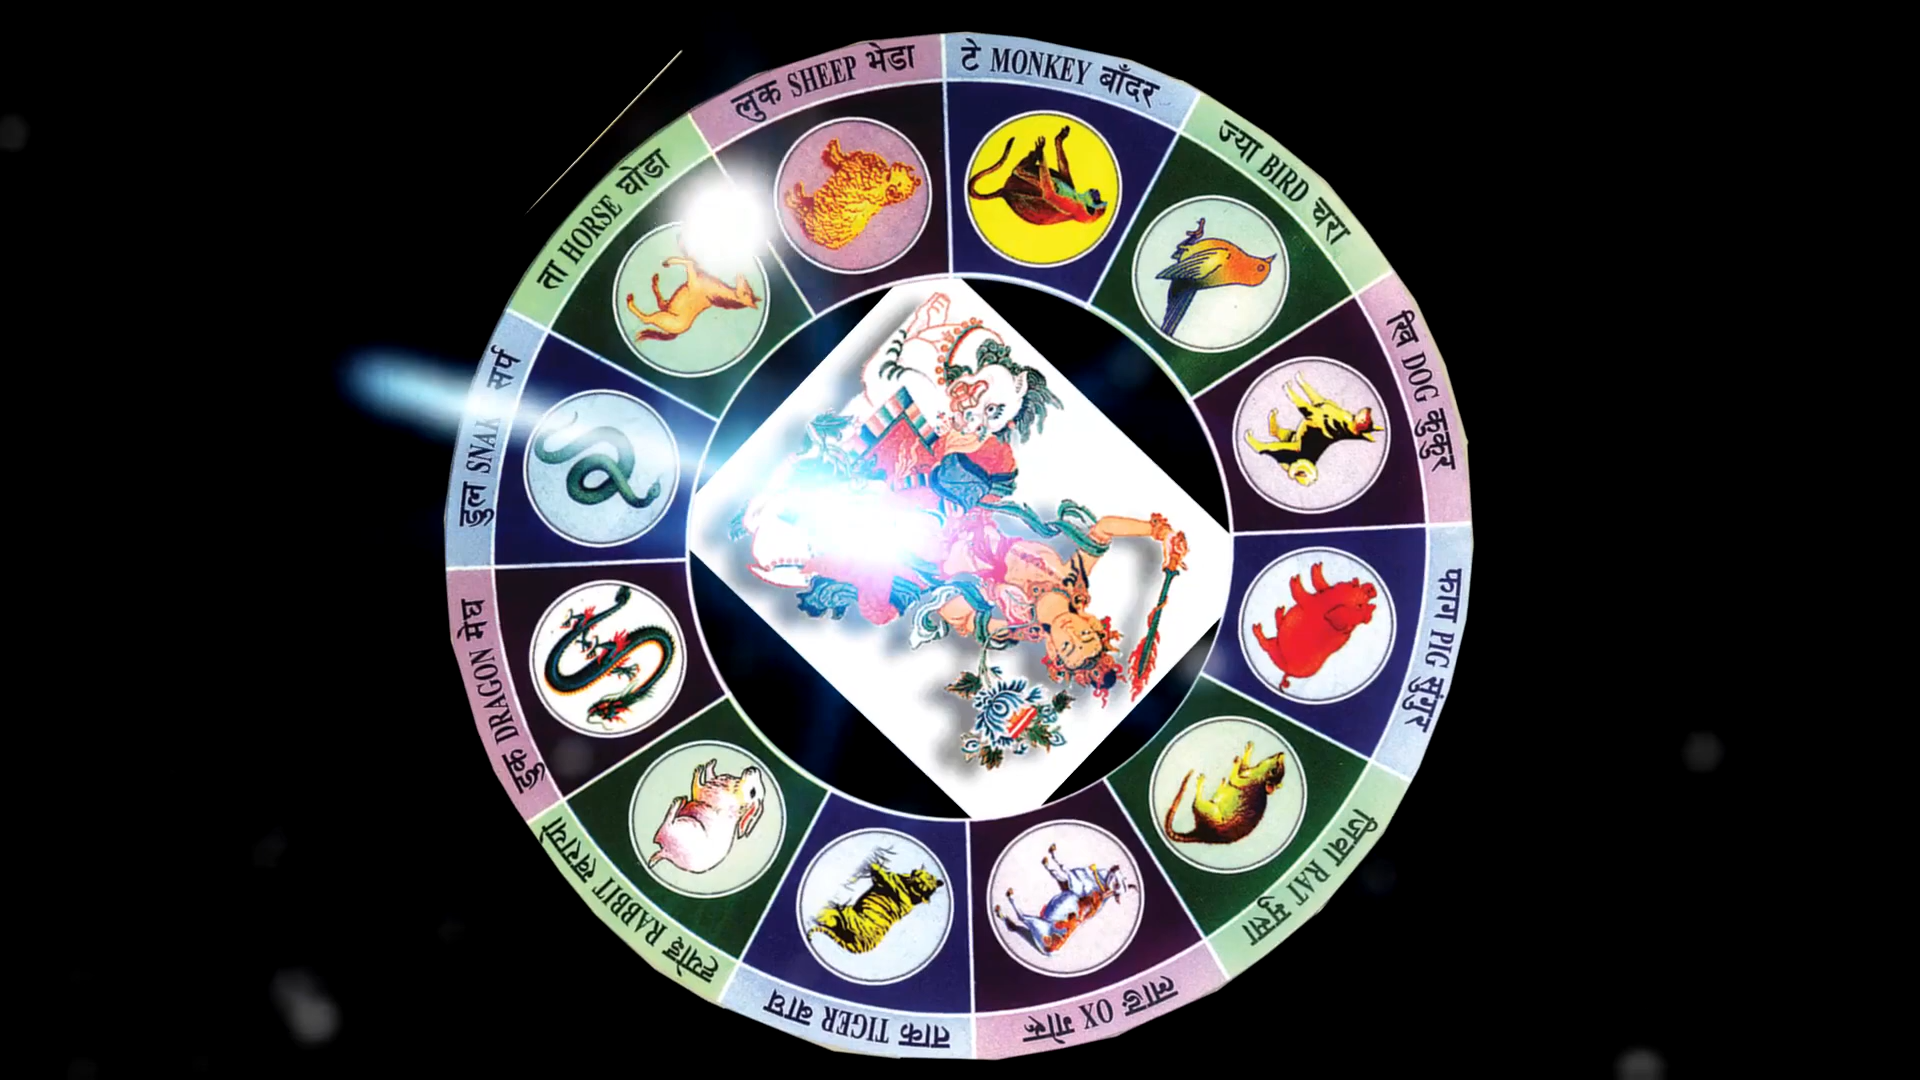 टे MONKEY बाँदर
ज्या BIRD चरा
खि DOG कुकुर
फाग PIG सुंगुर
जिवा RAT मुसा
लाङ OX गोरु
ताक TIGER बाघ
ह्योइ RABBIT खरायो
डुक DRAGON मेघ
डुल SNAK सर्प
ता HORSE घोडा
लुक SHEEP भेडा